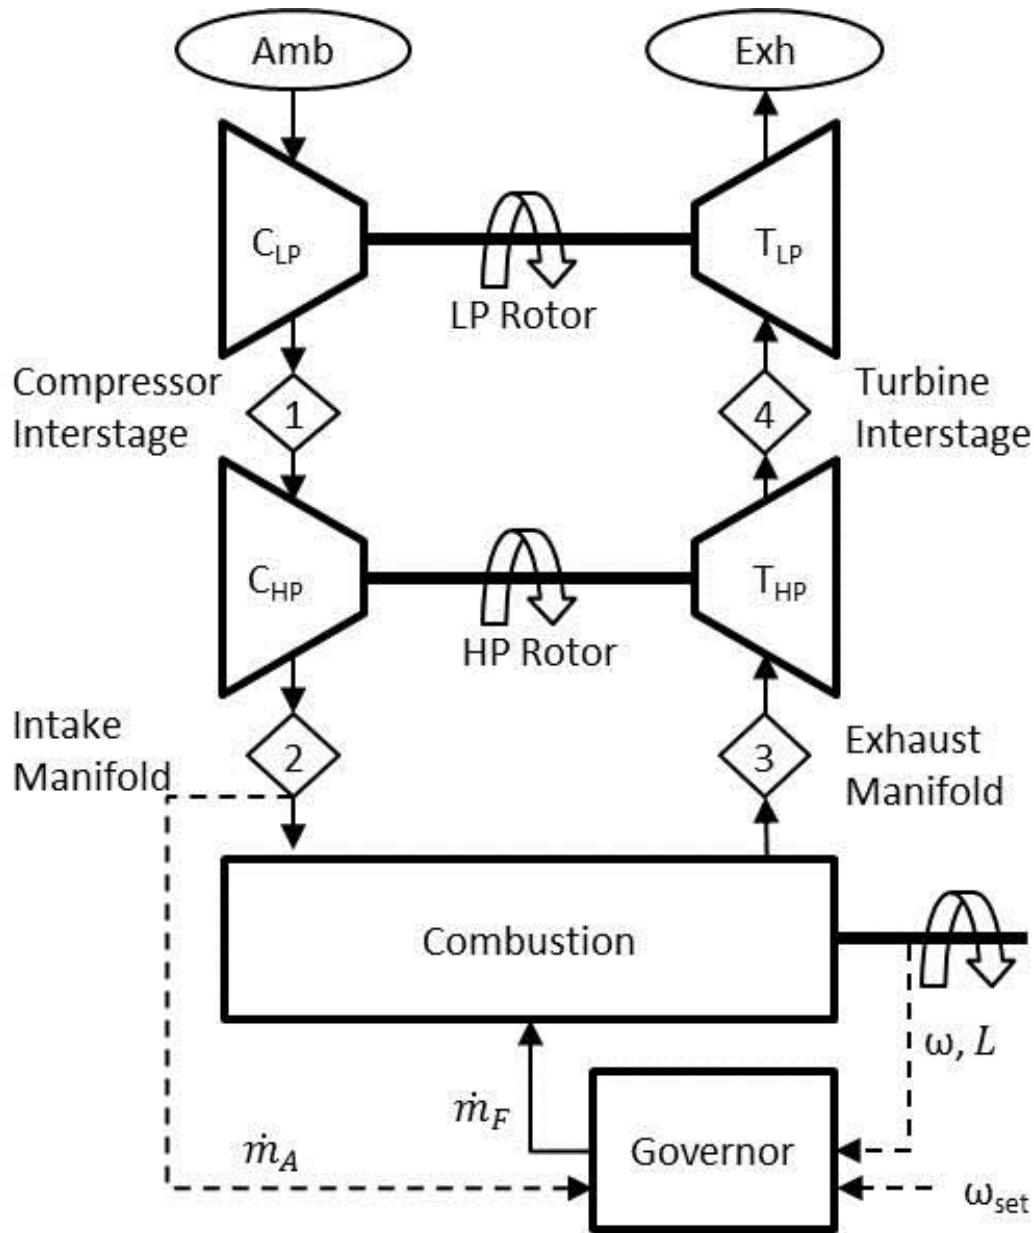 Amb
Exh
C_LP
T_LP
LP Rotor
Compressor
Interstage
1
4
Turbine
Interstage
C_HP
T_HP
HP Rotor
Intake
Manifold
2
3
Exhaust
Manifold
Combustion
ω, L
ṁ_F
ṁ_A
Governor
ω_set